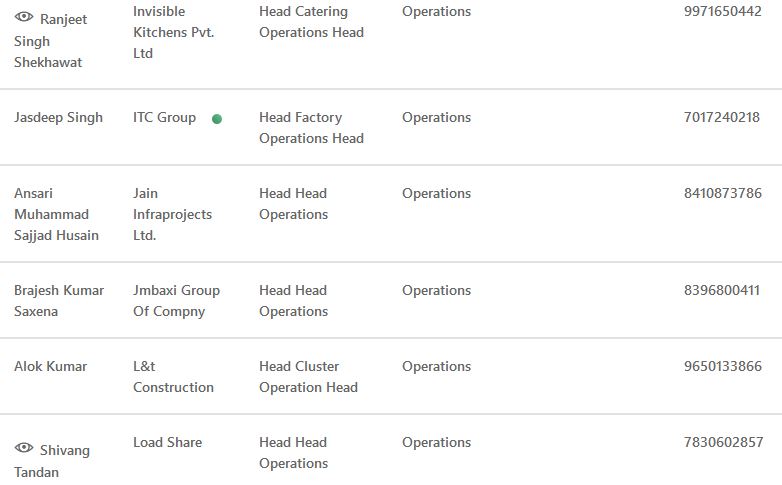 Ranjeet Singh Shekhawat Invisible Kitchens Pvt. Ltd Head Catering Operations Head Operations 9971650442
Jasdeep Singh ITC Group Head Factory Operations Head Operations 7017240218
Ansari Muhammad Sajjad Husain Jain Infraprojects Ltd. Head Head Operations Operations 8410873786
Brajesh Kumar Saxena Jmbaxi Group Of Compny Head Head Operations Operations 8396800411
Alok Kumar L&t Construction Head Cluster Operation Head Operations 9650133866
Shivang Tandan Load Share Head Head Operations Operations 7830602857